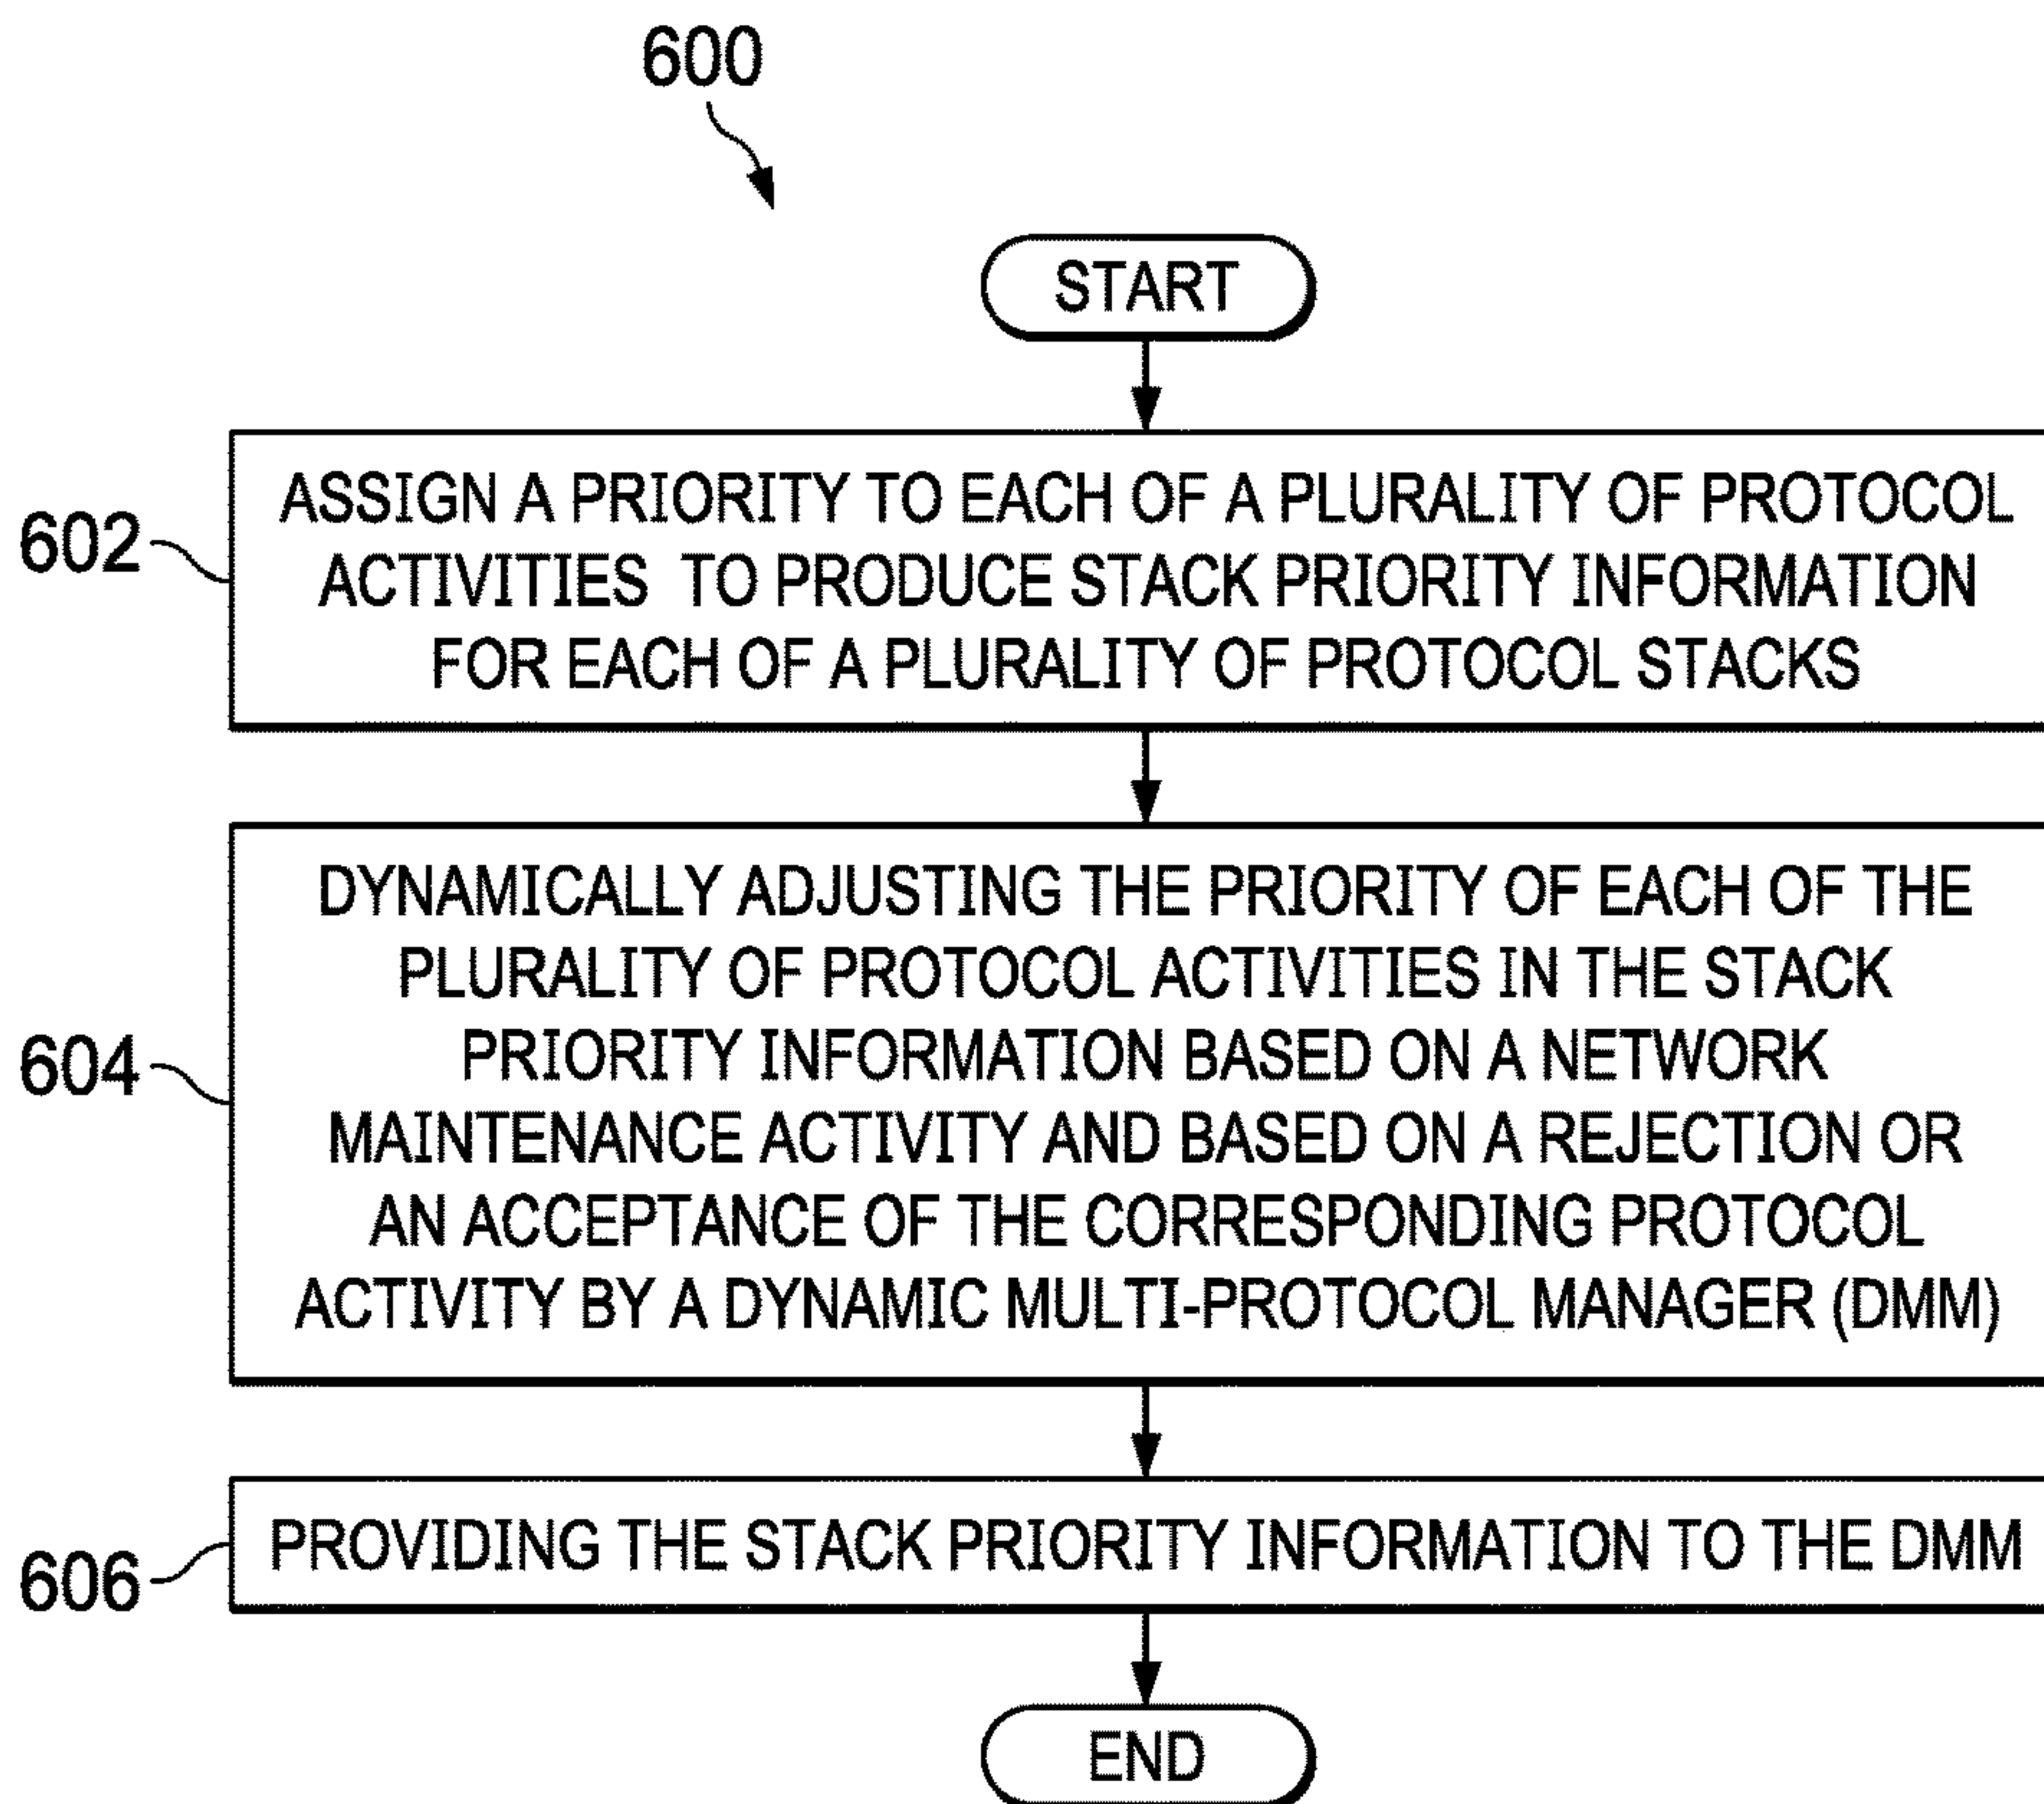 600
START
602
ASSIGN A PRIORITY TO EACH OF A PLURALITY OF PROTOCOL
ACTIVITIES TO PRODUCE STACK PRIORITY INFORMATION
FOR EACH OF A PLURALITY OF PROTOCOL STACKS
604
DYNAMICALLY ADJUSTING THE PRIORITY OF EACH OF THE
PLURALITY OF PROTOCOL ACTIVITIES IN THE STACK
PRIORITY INFORMATION BASED ON A NETWORK
MAINTENANCE ACTIVITY AND BASED ON A REJECTION OR
AN ACCEPTANCE OF THE CORRESPONDING PROTOCOL
ACTIVITY BY A DYNAMIC MULTI-PROTOCOL MANAGER (DMM)
606
PROVIDING THE STACK PRIORITY INFORMATION TO THE DMM
END